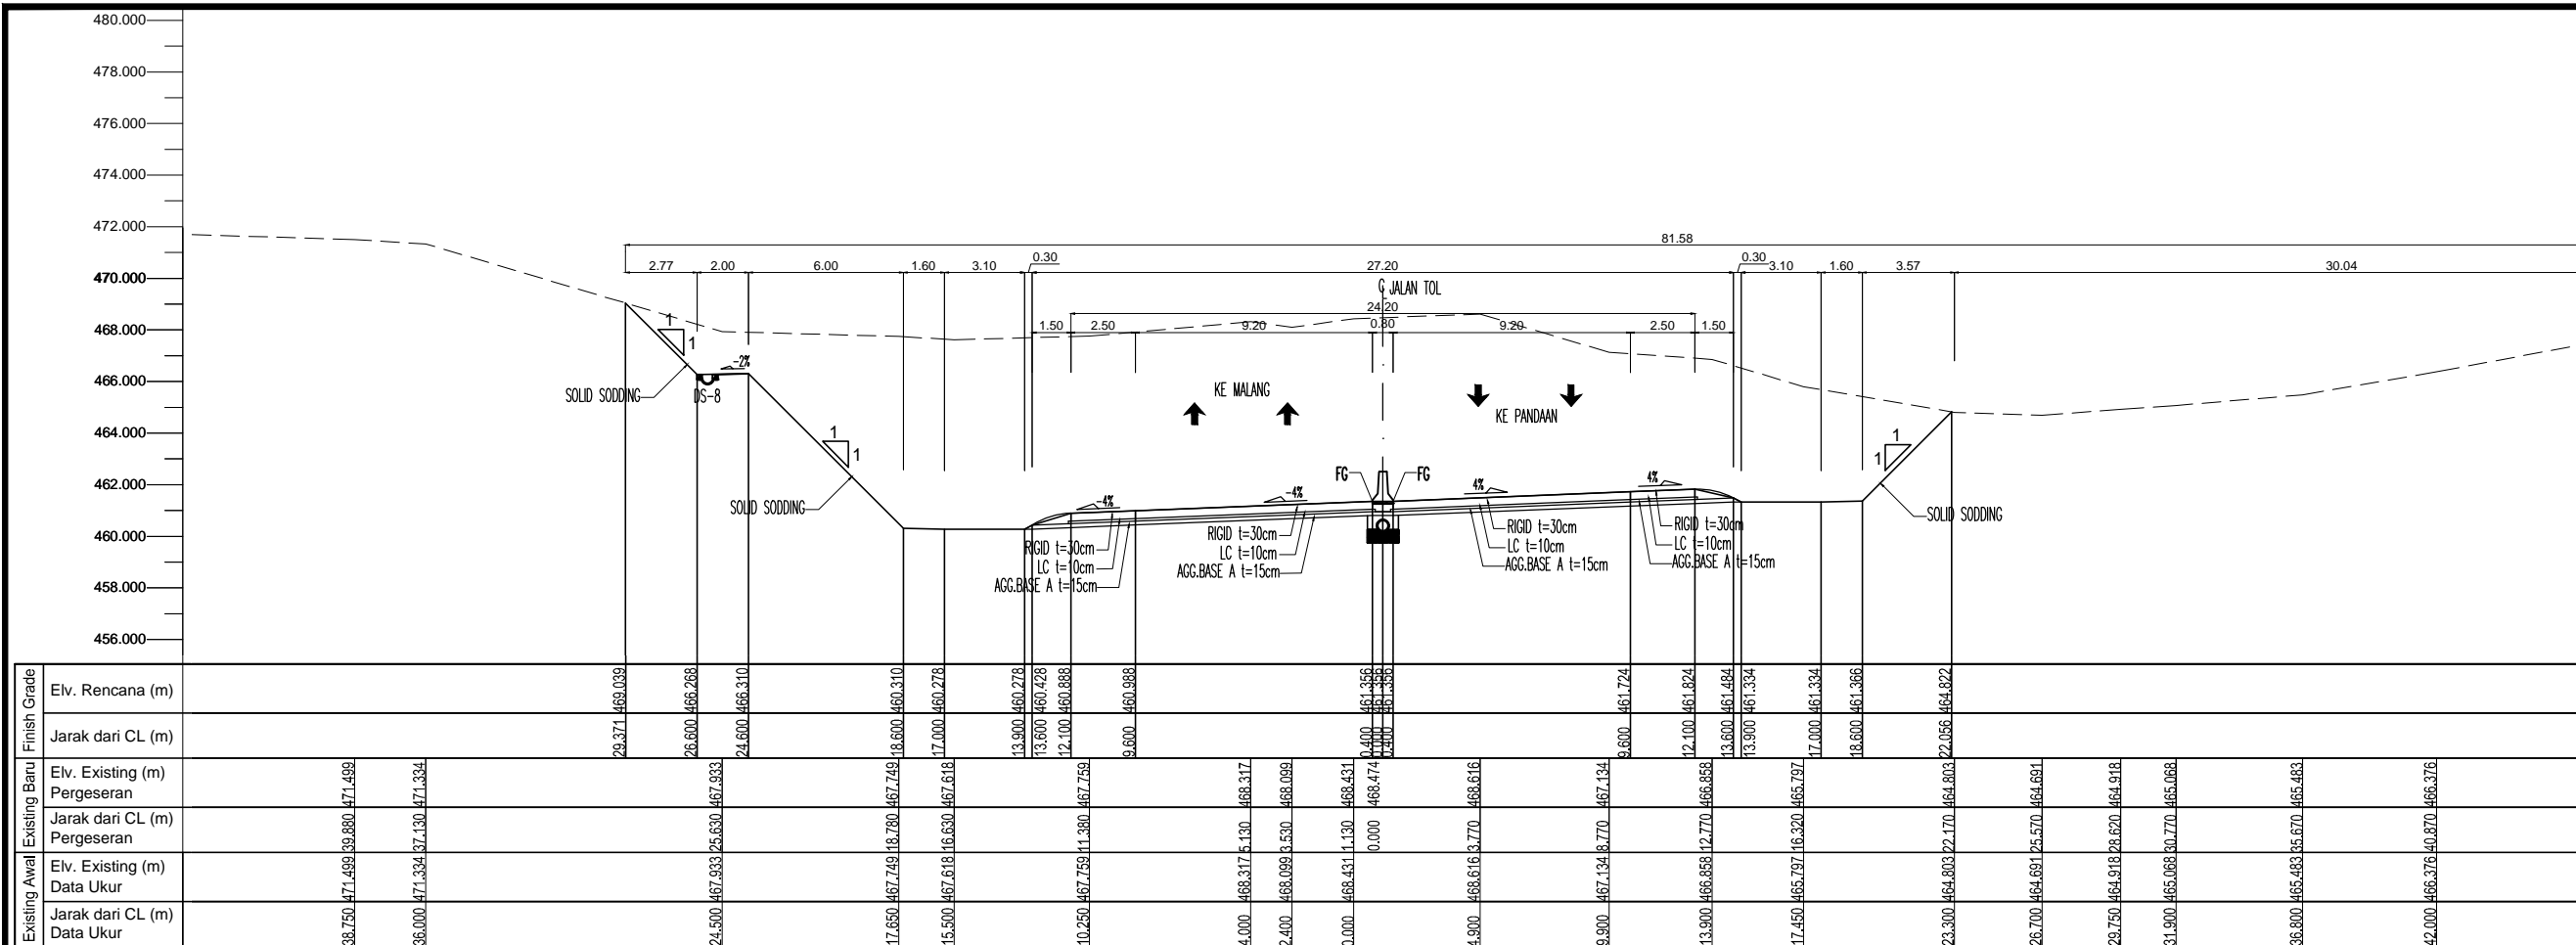 480.000
478.000
476.000
474.000
472.000
470.000
468.000
466.000
464.000
462.000
460.000
458.000
456.000
81.58
2.77 2.00 6.00 1.60 3.10 0.30 27.20 0.30 3.10 1.60 3.57 30.04
JALAN TOL
24.20
1.50 2.50 9.20 0.80 9.20 2.50 1.50
1
1
-2%
SOLID SODDING
DS-8
KE MALANG
KE PANDAAN
1
1
1
1
SOLID SODDING
FG FG
-4% -4% 4% 4%
SOLID SODDING
RIGID t=30cm
LC t=10cm
AGG.BASE A t=15cm
RIGID t=30cm
LC t=10cm
AGG.BASE A t=15cm
RIGID t=30cm
LC t=10cm
AGG.BASE A t=15cm
RIGID t=30cm
LC t=10cm
AGG.BASE A t=15cm
Finish Grade
Elv. Rencana (m)
469.039 466.268 466.310 460.310 460.278 460.278 460.428 460.888 460.988 461.356 461.356 461.356 461.724 461.824 461.484 461.334 461.334 461.366 464.822
Jarak dari CL (m)
29.371 26.600 24.600 18.600 17.000 13.900 13.600 12.100 9.600 0.400 0.000 0.400 9.600 12.100 13.600 13.900 17.000 18.600 22.056
Existing Baru
Elv. Existing (m)
Pergeseran
471.499 471.334 467.933 467.749 467.618 467.759 468.317 468.099 468.431 468.474 468.616 467.134 466.858 465.797 464.803 464.691 464.918 465.068 465.483 466.376
Jarak dari CL (m)
Pergeseran
39.880 37.130 25.630 18.780 16.630 11.380 5.130 3.530 1.130 0.000 3.770 8.770 12.770 16.320 22.170 25.570 28.620 30.770 35.670 40.870
Existing Awal
Elv. Existing (m)
Data Ukur
471.499 471.334 467.933 467.749 467.618 467.759 468.317 468.099 468.431 468.616 467.134 466.858 465.797 464.803 464.691 464.918 465.068 465.483 466.376
Jarak dari CL (m)
Data Ukur
38.750 36.000 24.500 17.650 15.500 10.250 4.000 2.400 0.000 4.900 9.900 13.900 17.450 23.300 26.700 29.750 31.900 36.800 42.000